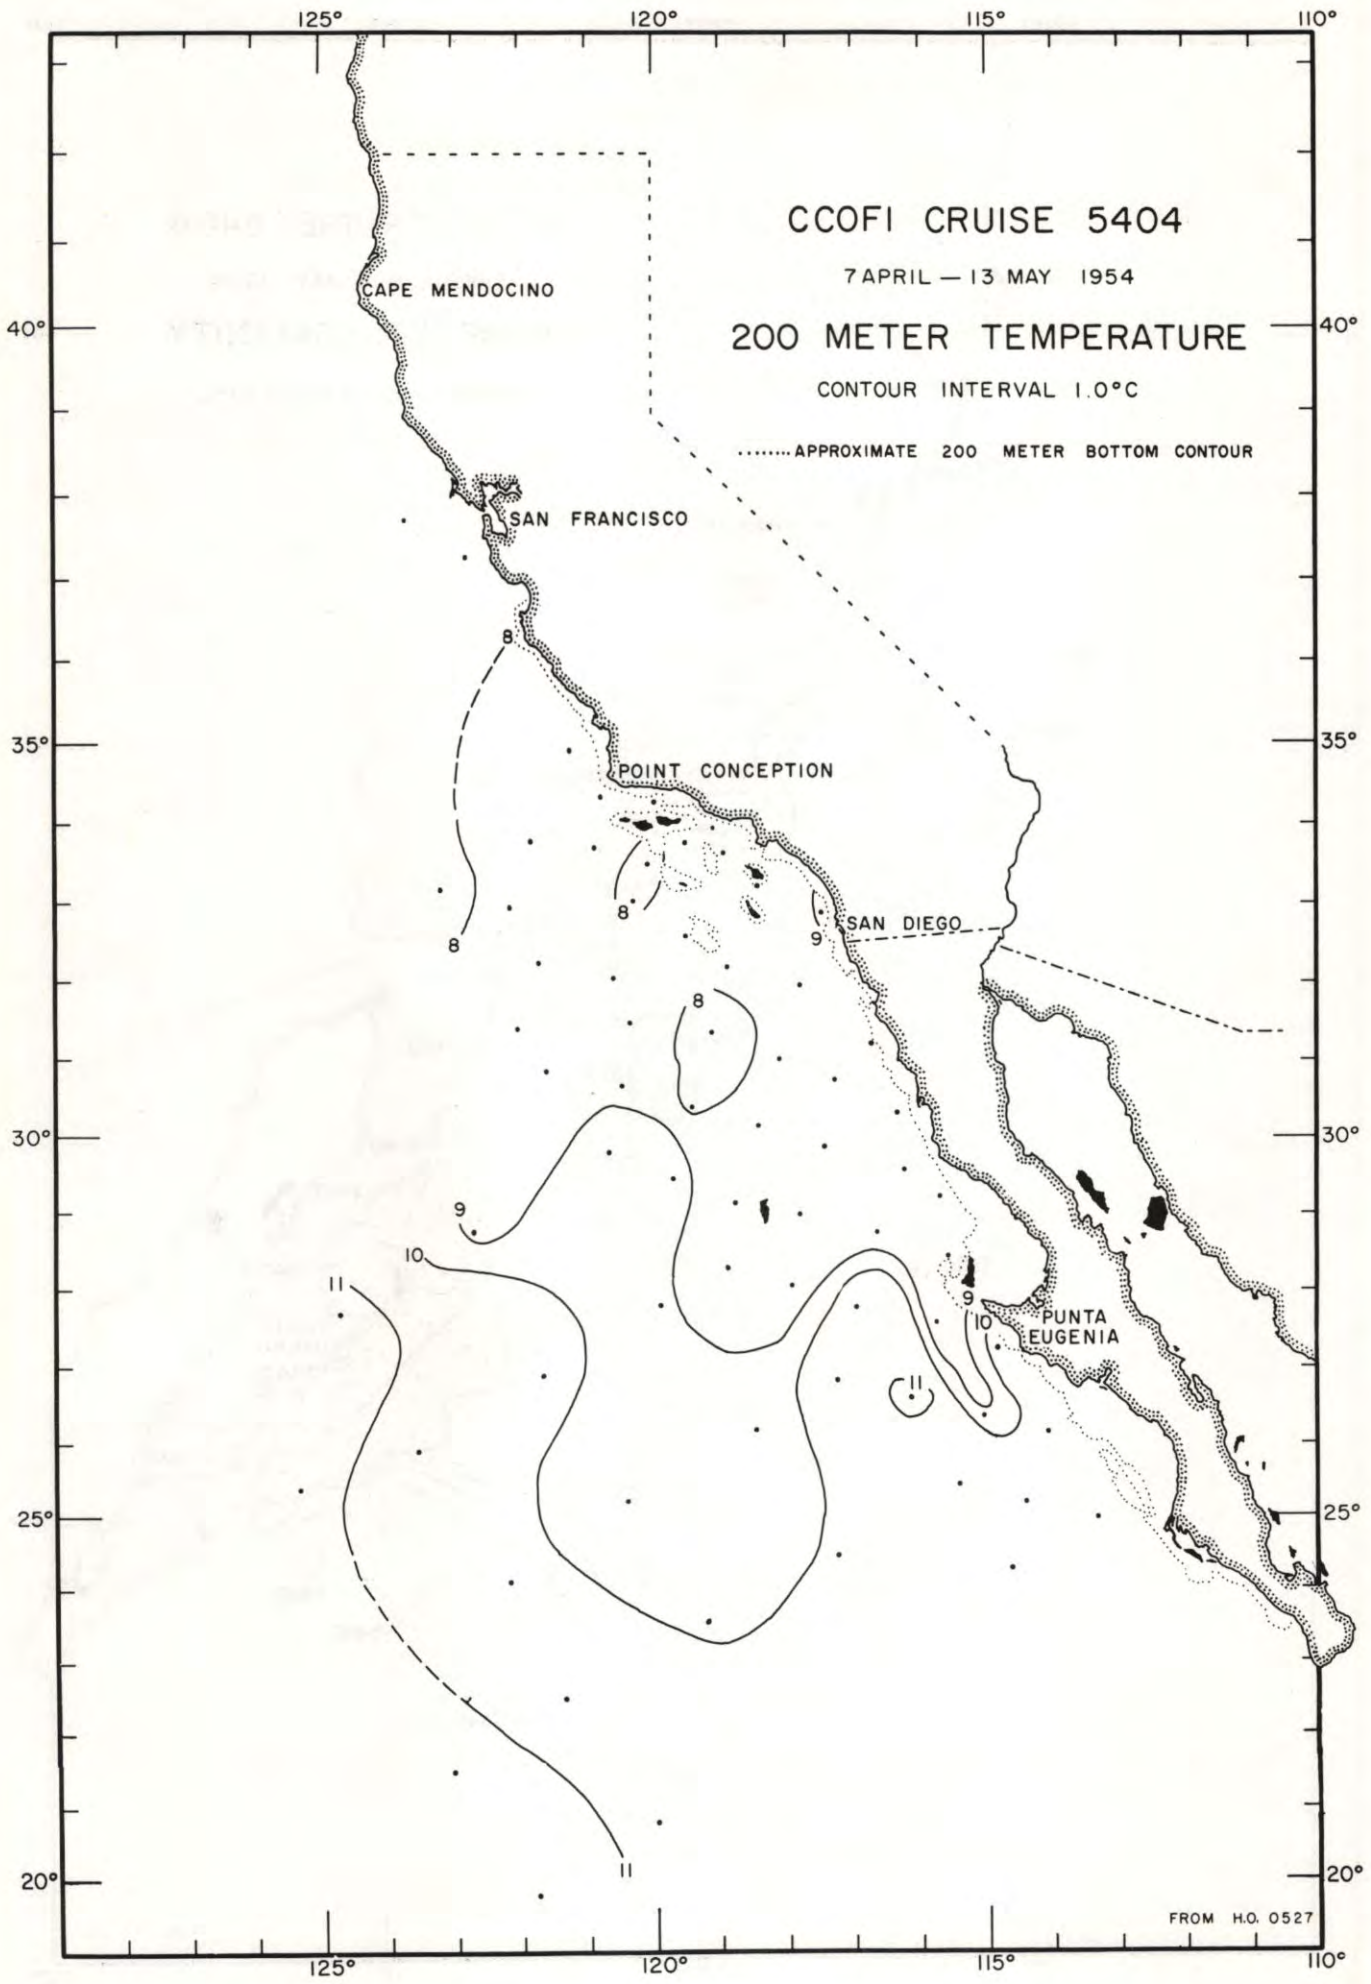 125° 120° 115° 110°
CCOFI CRUISE 5404
7 APRIL — 13 MAY 1954
CAPE MENDOCINO
40° 40°
200 METER TEMPERATURE
CONTOUR INTERVAL 1.0°C
........ APPROXIMATE 200 METER BOTTOM CONTOUR
SAN FRANCISCO
8
35° 35°
POINT CONCEPTION
8
SAN DIEGO
9
8
8
30° 30°
9
10
11
9
10
PUNTA
EUGENIA
11
25° 25°
11
20° 20°
FROM H.O. 0527
125° 120° 115° 110°